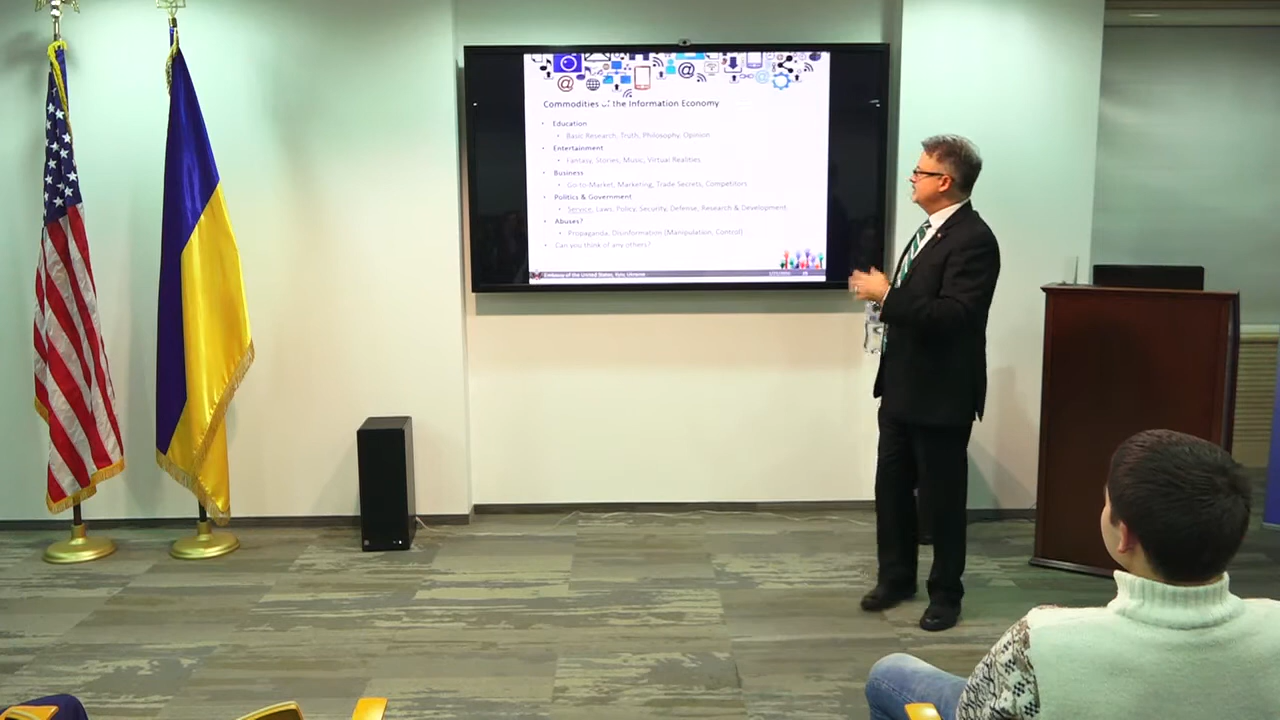 Commodities of the Information Economy
• Education
• Basic Research, Truth, Philosophy, Opinion
• Entertainment
• Fantasy, Stories, Music, Virtual Realities
• Business
• Go-to-Market, Marketing, Trade Secrets, Competitors
• Politics & Government
• Service, Laws, Policy, Security, Defense, Research & Development
• Abuses?
• Propaganda, Disinformation (Manipulation, Control)
• Can you think of any others?
Embassy of the United States, Kyiv, Ukraine